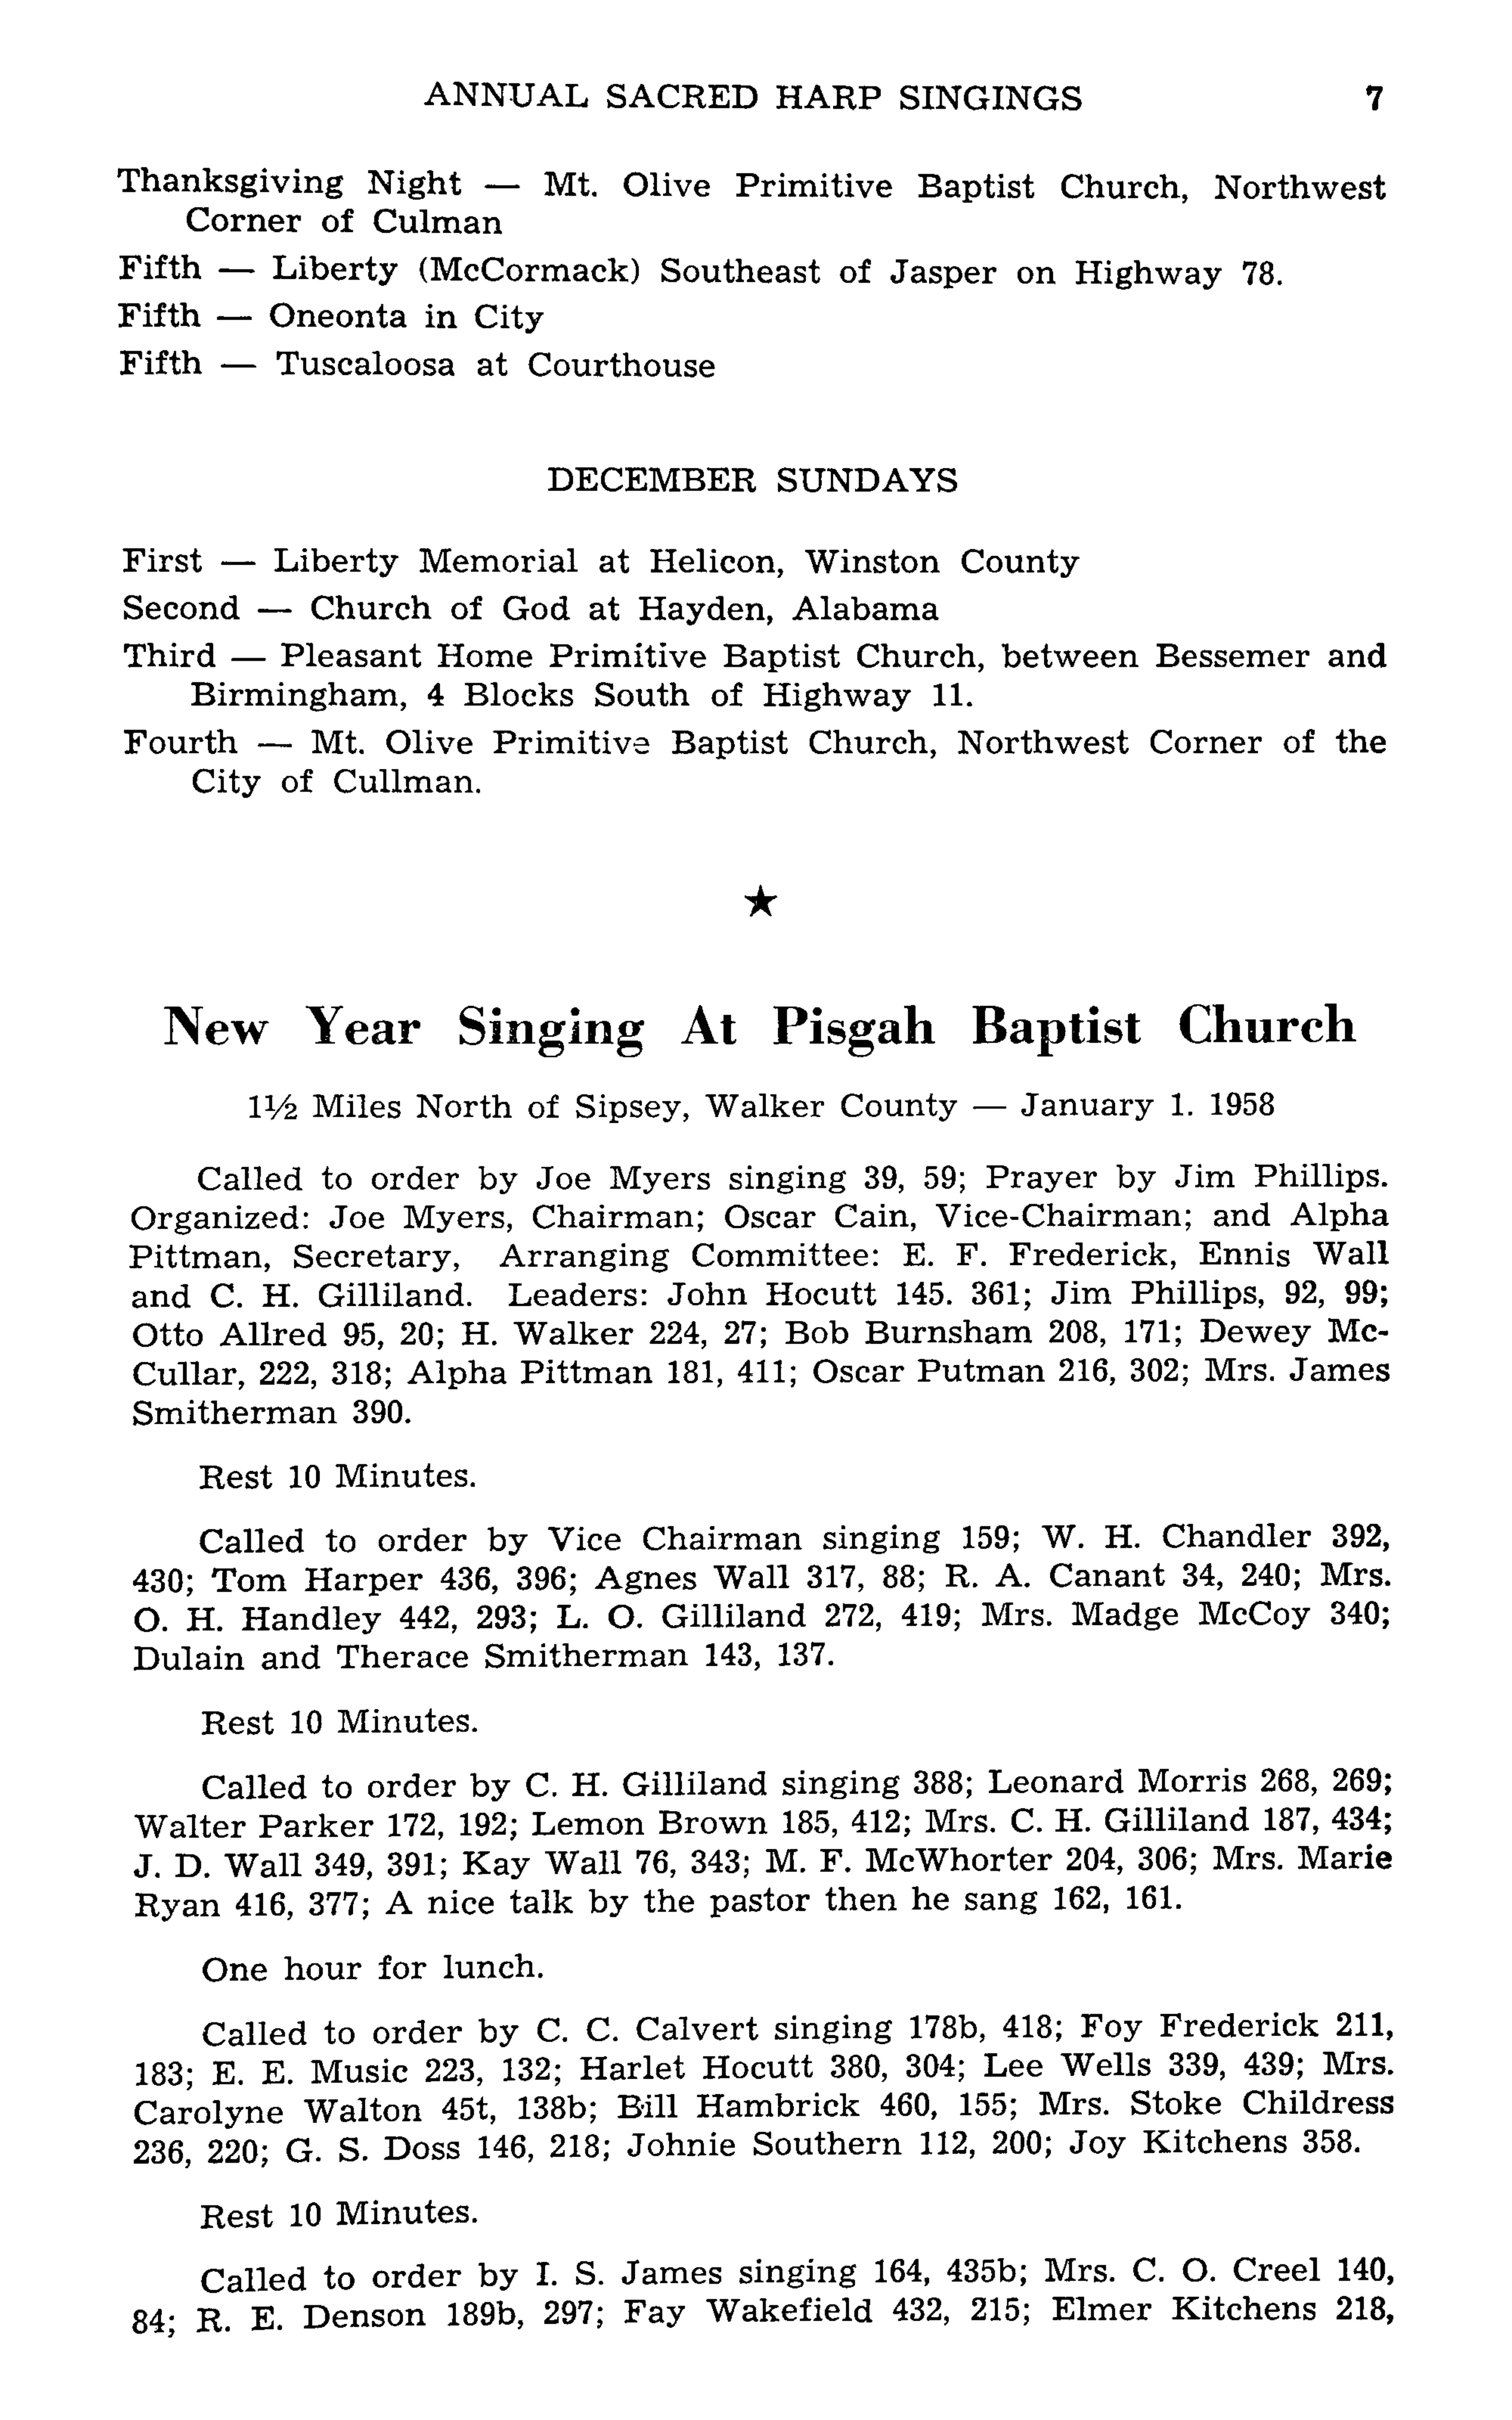 ANNUAL SACRED HARP SINGINGS 7
Thanksgiving Night — Mt. Olive Primitive Baptist Church, Northwest
Corner of Culman
Fifth — Liberty (McCormack) Southeast of Jasper on Highway 78.
Fifth — Oneonta in City
Fifth — Tuscaloosa at Courthouse
DECEMBER SUNDAYS
First — Liberty Memorial at Helicon, Winston County
Second — Church of God at Hayden, Alabama
Third — Pleasant Home Primitive Baptist Church, between Bessemer and
Birmingham, 4 Blocks South of Highway 11.
Fourth — Mt. Olive Primitive Baptist Church, Northwest Corner of the
City of Cullman.
★
New Year Singing At Pisgah Baptist Church
1½ Miles North of Sipsey, Walker County — January 1. 1958
Called to order by Joe Myers singing 39, 59; Prayer by Jim Phillips.
Organized: Joe Myers, Chairman; Oscar Cain, Vice-Chairman; and Alpha
Pittman, Secretary, Arranging Committee: E. F. Frederick, Ennis Wall
and C. H. Gilliland. Leaders: John Hocutt 145. 361; Jim Phillips, 92, 99;
Otto Allred 95, 20; H. Walker 224, 27; Bob Burnsham 208, 171; Dewey Mc-
Cullar, 222, 318; Alpha Pittman 181, 411; Oscar Putman 216, 302; Mrs. James
Smitherman 390.
Rest 10 Minutes.
Called to order by Vice Chairman singing 159; W. H. Chandler 392,
430; Tom Harper 436, 396; Agnes Wall 317, 88; R. A. Canant 34, 240; Mrs.
O. H. Handley 442, 293; L. O. Gilliland 272, 419; Mrs. Madge McCoy 340;
Dulain and Therace Smitherman 143, 137.
Rest 10 Minutes.
Called to order by C. H. Gilliland singing 388; Leonard Morris 268, 269;
Walter Parker 172, 192; Lemon Brown 185, 412; Mrs. C. H. Gilliland 187, 434;
J. D. Wall 349, 391; Kay Wall 76, 343; M. F. McWhorter 204, 306; Mrs. Marie
Ryan 416, 377; A nice talk by the pastor then he sang 162, 161.
One hour for lunch.
Called to order by C. C. Calvert singing 178b, 418; Foy Frederick 211,
183; E. E. Music 223, 132; Harlet Hocutt 380, 304; Lee Wells 339, 439; Mrs.
Carolyne Walton 45t, 138b; Bill Hambrick 460, 155; Mrs. Stoke Childress
236, 220; G. S. Doss 146, 218; Johnie Southern 112, 200; Joy Kitchens 358.
Rest 10 Minutes.
Called to order by I. S. James singing 164, 435b; Mrs. C. O. Creel 140,
84; R. E. Denson 189b, 297; Fay Wakefield 432, 215; Elmer Kitchens 218,